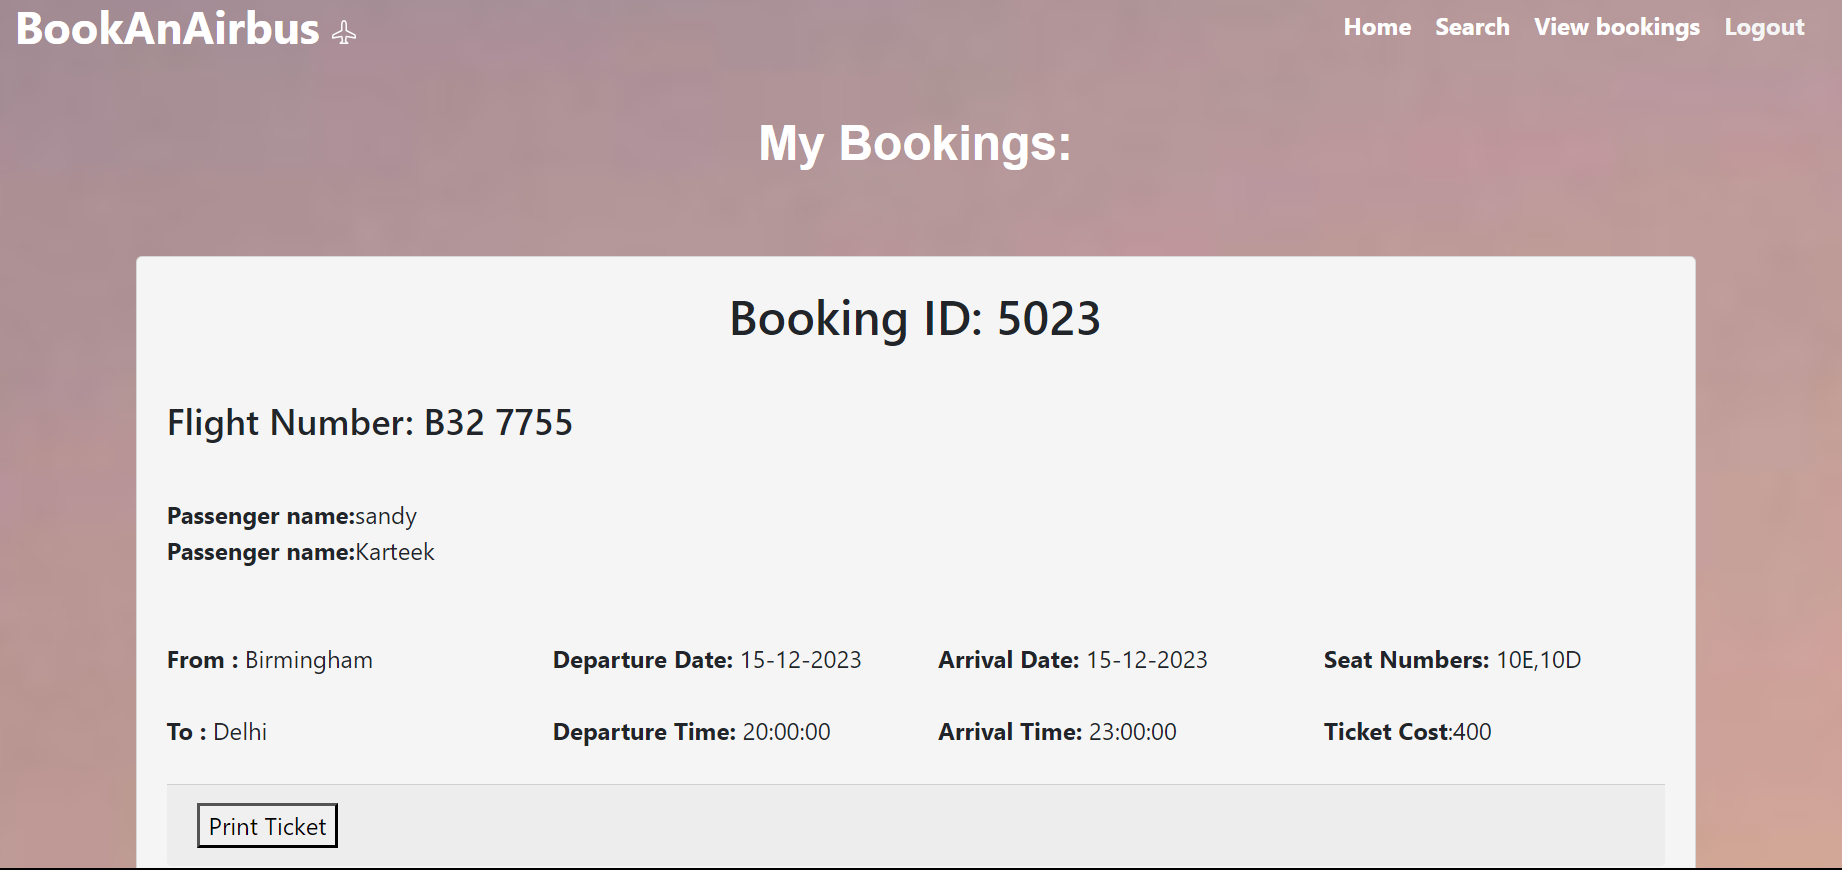 BookAnAirbus
Home Search View bookings Logout
My Bookings:
Booking ID: 5023
Flight Number: B32 7755
Passenger name:sandy
Passenger name:Karteek
From : Birmingham Departure Date: 15-12-2023 Arrival Date: 15-12-2023 Seat Numbers: 10E,10D
To : Delhi Departure Time: 20:00:00 Arrival Time: 23:00:00 Ticket Cost:400
Print Ticket